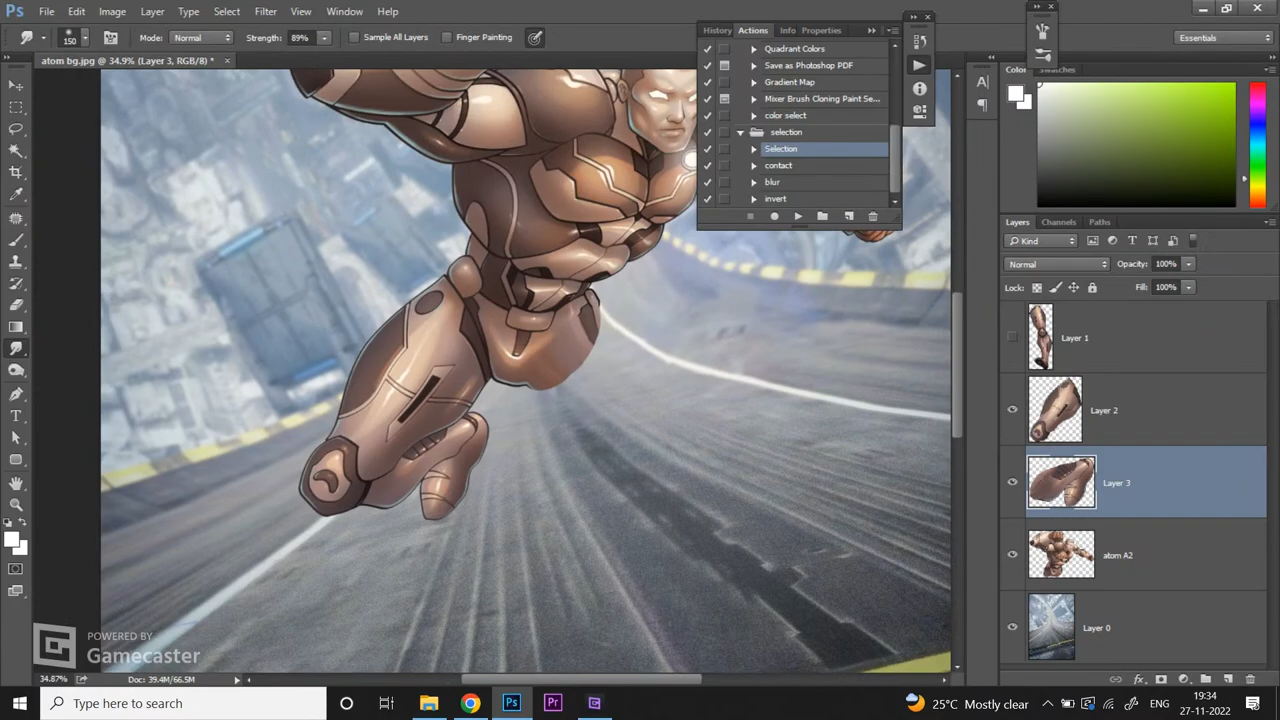 Ps File Edit Image Layer Type Select Filter View Window Help
150 Mode: Normal Strength: 89% Sample All Layers Finger Painting Essentials
atom bg.jpg @ 34.9% (Layer 3, RGB/8) * ×
History Actions Info Properties
Quadrant Colors
Save as Photoshop PDF
Gradient Map
Mixer Brush Cloning Paint Se...
color select
selection
Selection
contact
blur
invert
Color Swatches
Layers Channels Paths
Kind
Normal Opacity: 100%
Lock: Fill: 100%
Layer 1
Layer 2
Layer 3
atom A2
Layer 0
POWERED BY
Gamecaster
34.87% Doc: 39.4M/66.5M
Type here to search
Ps Pr
25°C Mostly clear ENG 19:34
27-11-2022